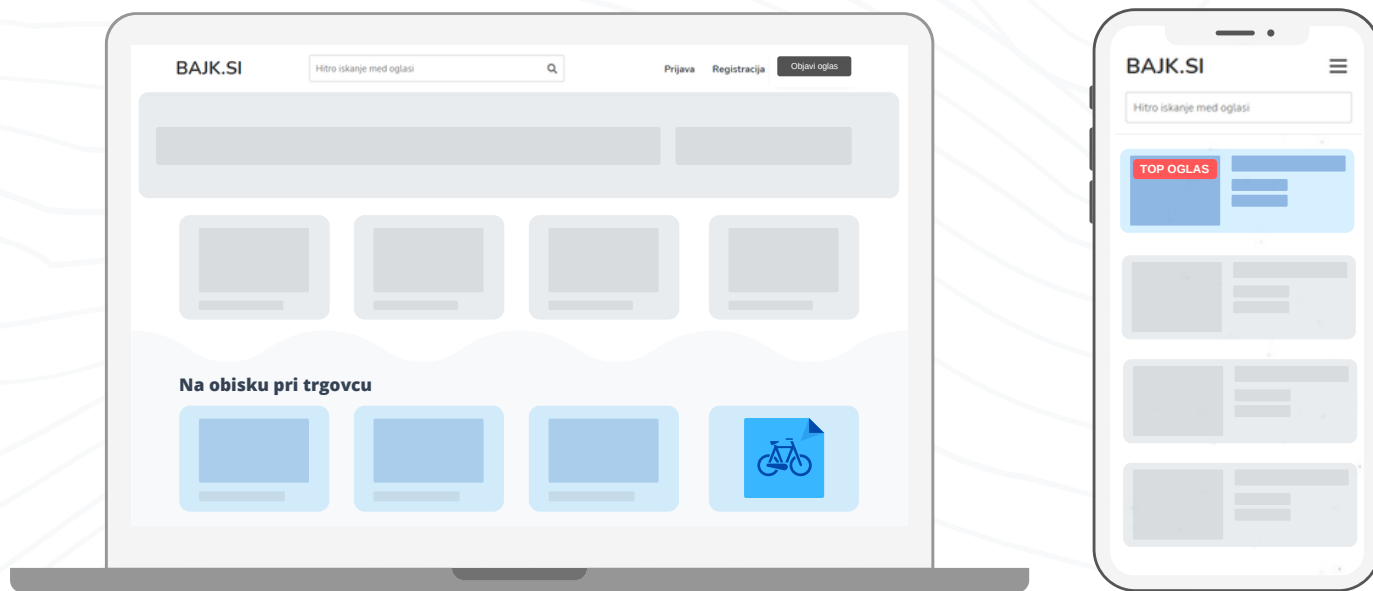 BAJK.SI
Hitro iskanje med oglasi
Prijava
Registracija
Objavi oglas
Na obisku pri trgovcu
BAJK.SI
Hitro iskanje med oglasi
TOP OGLAS